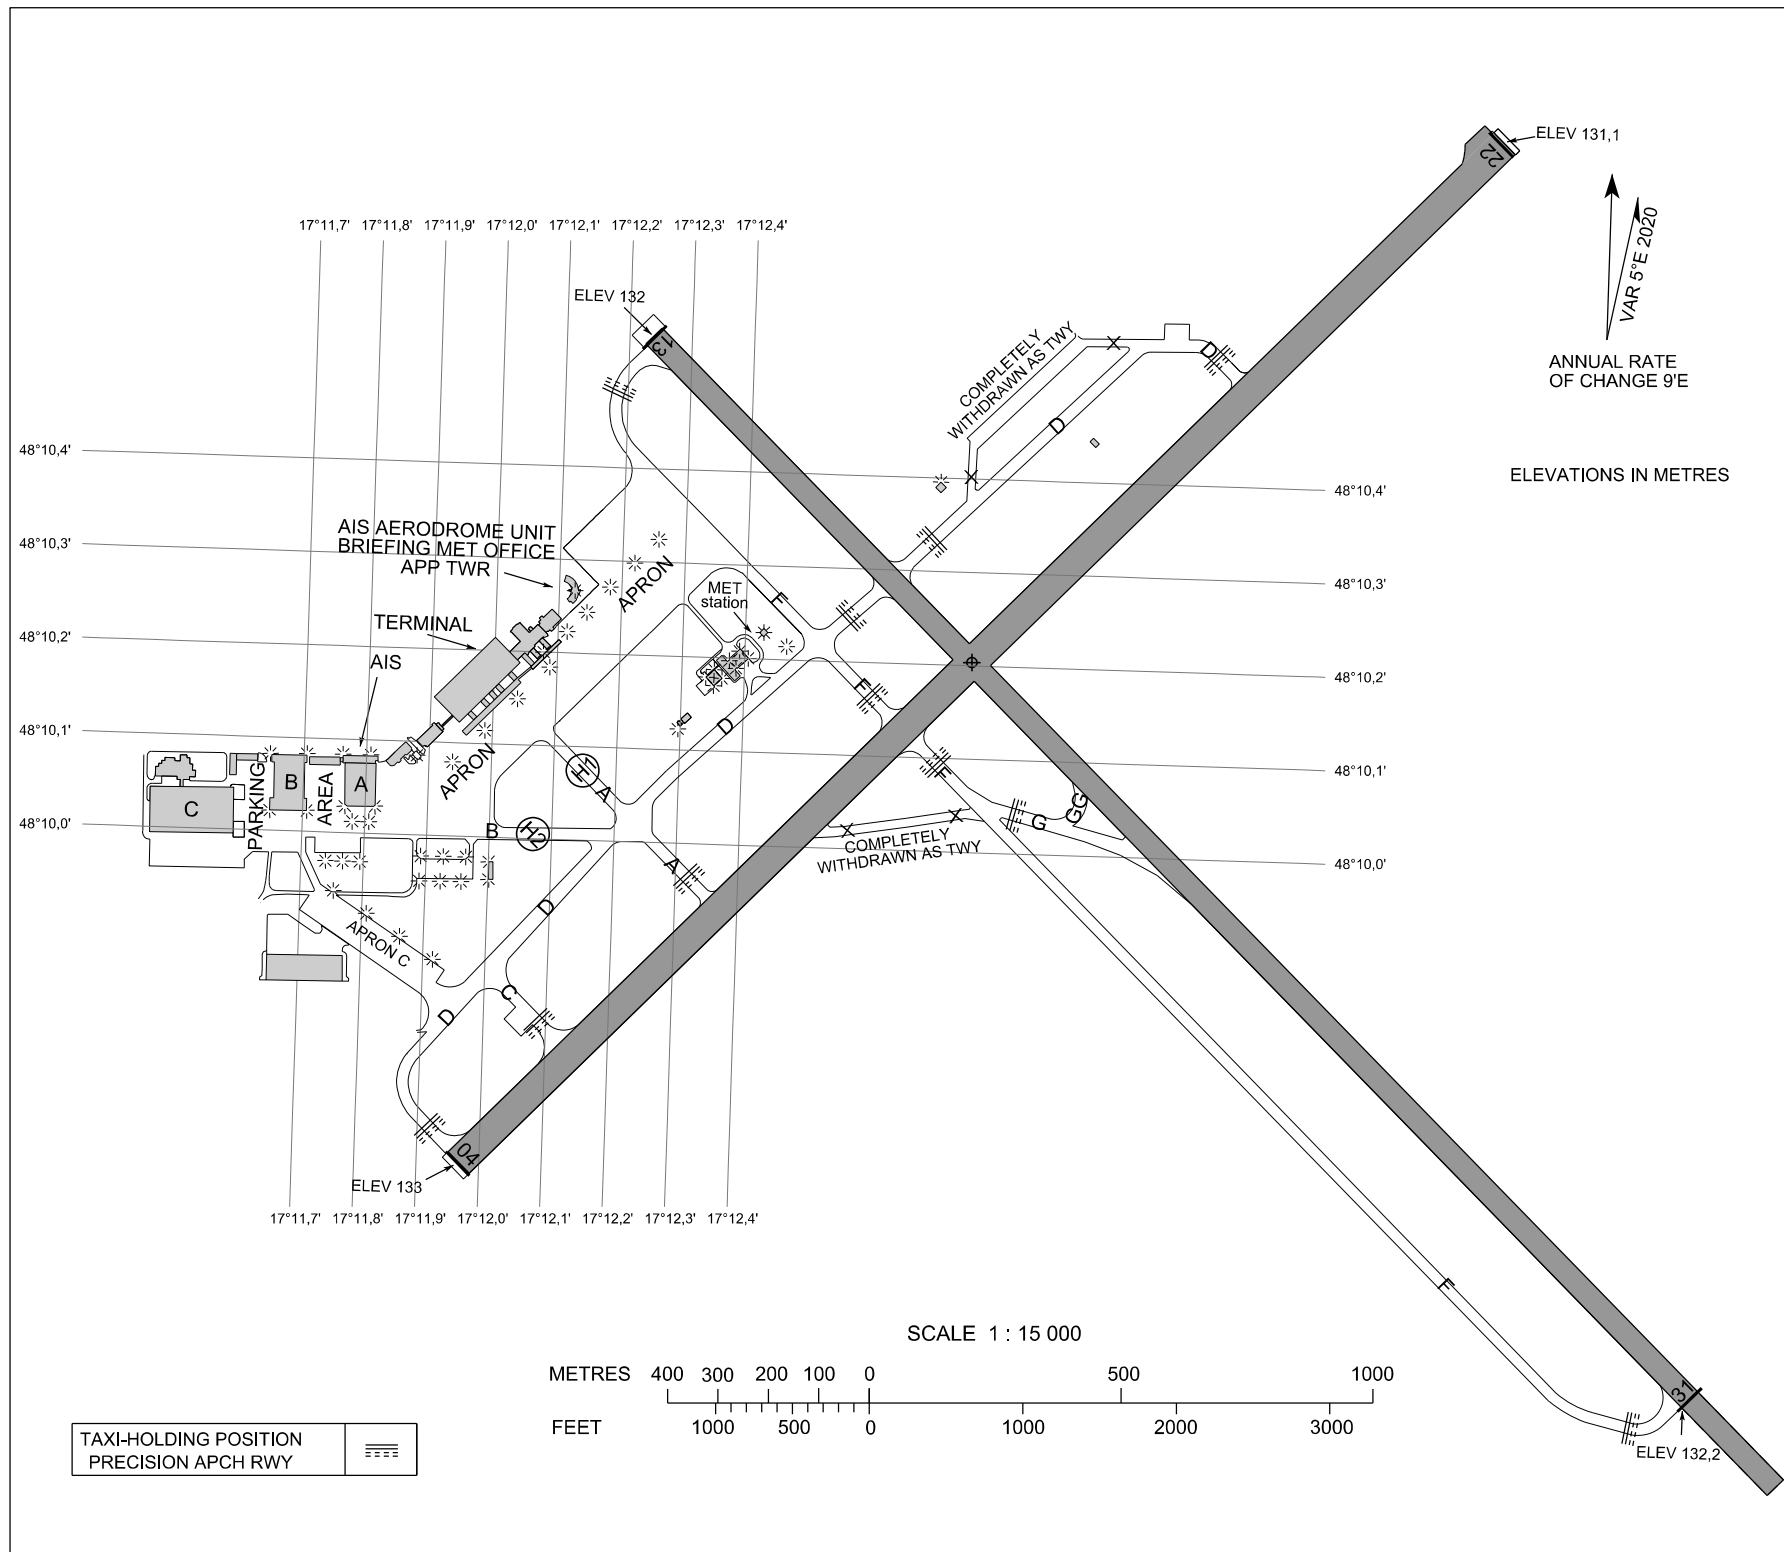 ELEV 131,1
22
VAR 5°E 2020
ANNUAL RATE
OF CHANGE 9'E
ELEVATIONS IN METRES
17°11,7' 17°11,8' 17°11,9' 17°12,0' 17°12,1' 17°12,2' 17°12,3' 17°12,4'
ELEV 132
13
COMPLETELY
WITHDRAWN AS TWY
X
D
D
X
48°10,4'
48°10,4'
48°10,3'
48°10,3'
48°10,2'
48°10,2'
48°10,1'
48°10,1'
48°10,0'
48°10,0'
AIS AERODROME UNIT
BRIEFING MET OFFICE
APP TWR
APRON
MET
station
F
TERMINAL
AIS
F
D
APRON
H1
A
F
PARKING
B
AREA
A
C
B
H2
G
GG
X
X
COMPLETELY
WITHDRAWN AS TWY
A
D
APRON C
C
D
04
ELEV 133
17°11,7' 17°11,8' 17°11,9' 17°12,0' 17°12,1' 17°12,2' 17°12,3' 17°12,4'
F
31
ELEV 132,2
SCALE 1 : 15 000
METRES 400 300 200 100 0 500 1000
FEET 1000 500 0 1000 2000 3000
TAXI-HOLDING POSITION
PRECISION APCH RWY